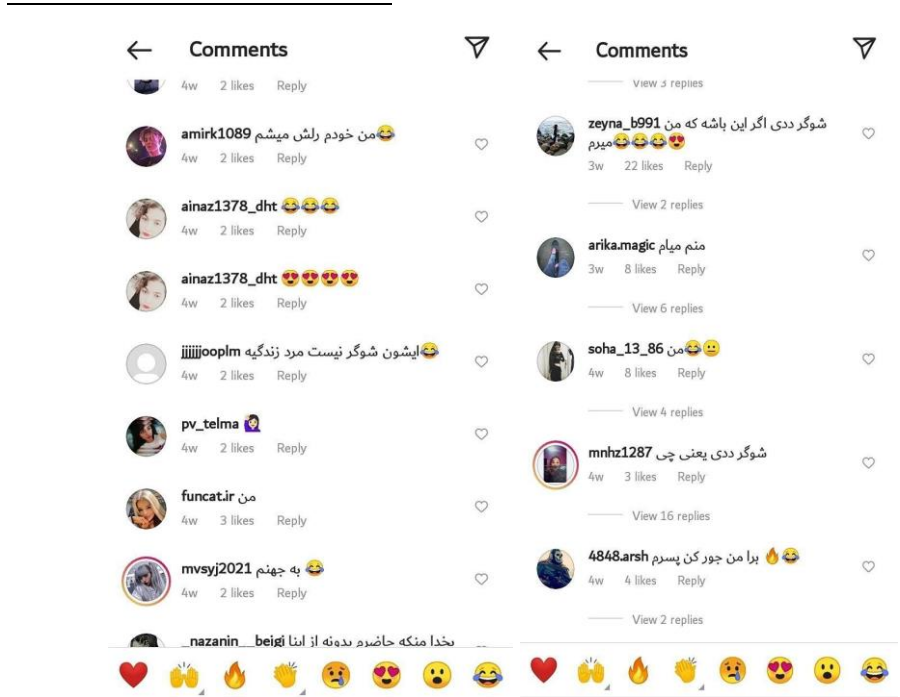 Comments
4w 2 likes Reply
amirk1089 من خودم رلش میشم😂
4w 2 likes Reply
ainaz1378_dht 😂😂😂
4w 2 likes Reply
ainaz1378_dht 😍😍😍😍
4w 2 likes Reply
jjjjjjooplm ایشون شوگر نیست مرد زندگیه😂
4w 2 likes Reply
pv_telma 🙋🏻‍♀️
4w 2 likes Reply
funcat.ir من
4w 3 likes Reply
mvsyj2021 به جهنم 😂
4w 2 likes Reply
_nazanin__beigi بخدا منکه حاضرم بدونه از اینا
Comments
View 3 replies
zeyna_b991 شوگر ددی اگر این باشه که من
میرم😂😂😂😍
3w 22 likes Reply
View 2 replies
arika.magic منم میام
3w 8 likes Reply
View 6 replies
soha_13_86 من😂😐
4w 8 likes Reply
View 4 replies
mnhz1287 شوگر ددی یعنی چی
4w 3 likes Reply
View 16 replies
4848.arsh برا من جور کن پسرم 🔥😂
4w 4 likes Reply
View 2 replies